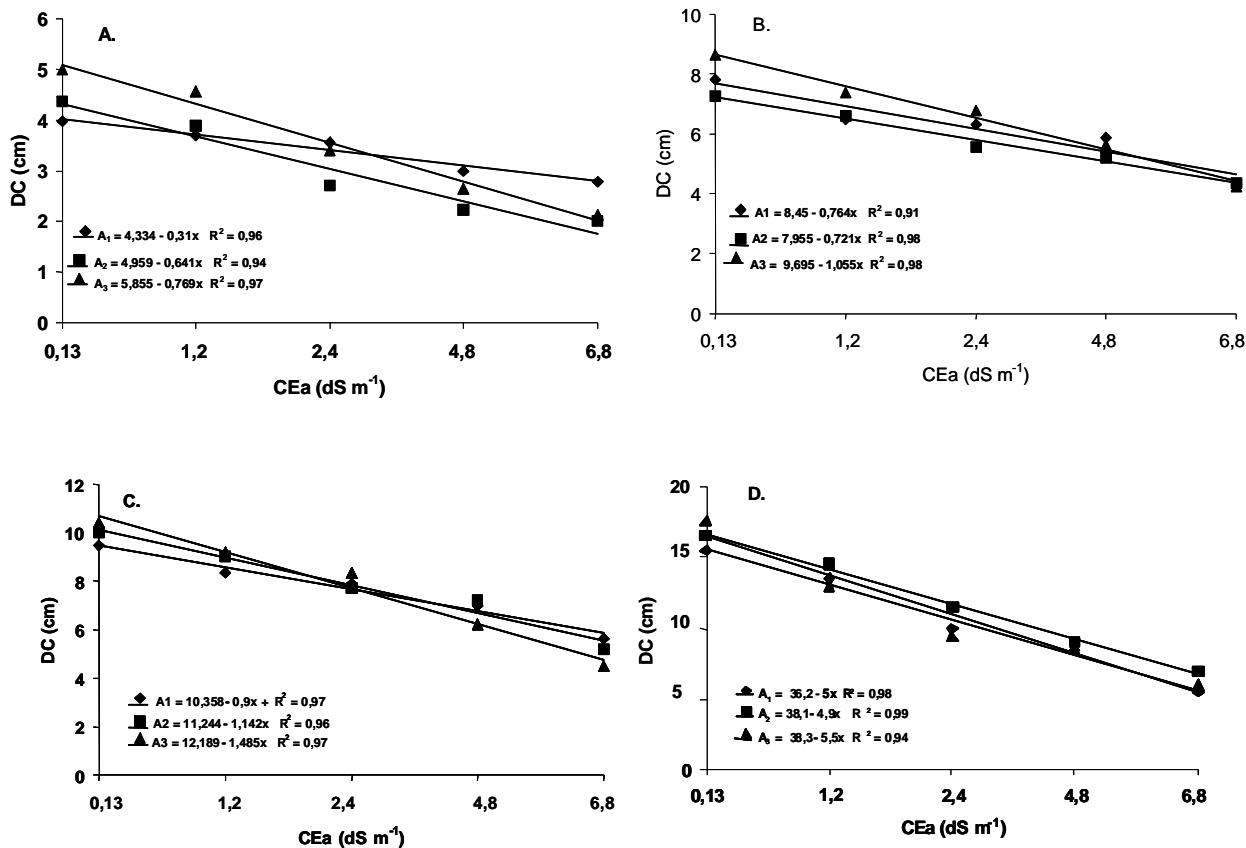 A.
6
5
4
3
2
1
0
DC (cm)
A₁ = 4,334 - 0,31x R² = 0,96
A₂ = 4,959 - 0,641x R² = 0,94
A₃ = 5,855 - 0,769x R² = 0,97
0,13 1,2 2,4 4,8 6,8
CEa (dS m⁻¹)
B.
10
8
6
4
2
0
DC (cm)
A1 = 8,45 - 0,764x R² = 0,91
A2 = 7,955 - 0,721x R² = 0,98
A3 = 9,695 - 1,055x R² = 0,98
0,13 1,2 2,4 4,8 6,8
CEa (dS m⁻¹)
C.
12
10
8
6
4
2
0
DC (cm)
A1 = 10,358 - 0,9x + R² = 0,97
A2 = 11,244 - 1,142x R² = 0,96
A3 = 12,189 - 1,485x R² = 0,97
0,13 1,2 2,4 4,8 6,8
CEa (dS m⁻¹)
D.
20
15
10
5
0
DC (cm)
= 36,2 - 5x R² = 0,98
A₂ = 38,1 - 4,9x R² = 0,99
= 38,3 - 5,5x R² = 0,94
0,13 1,2 2,4 4,8 6,8
CEa (dS m⁻¹)